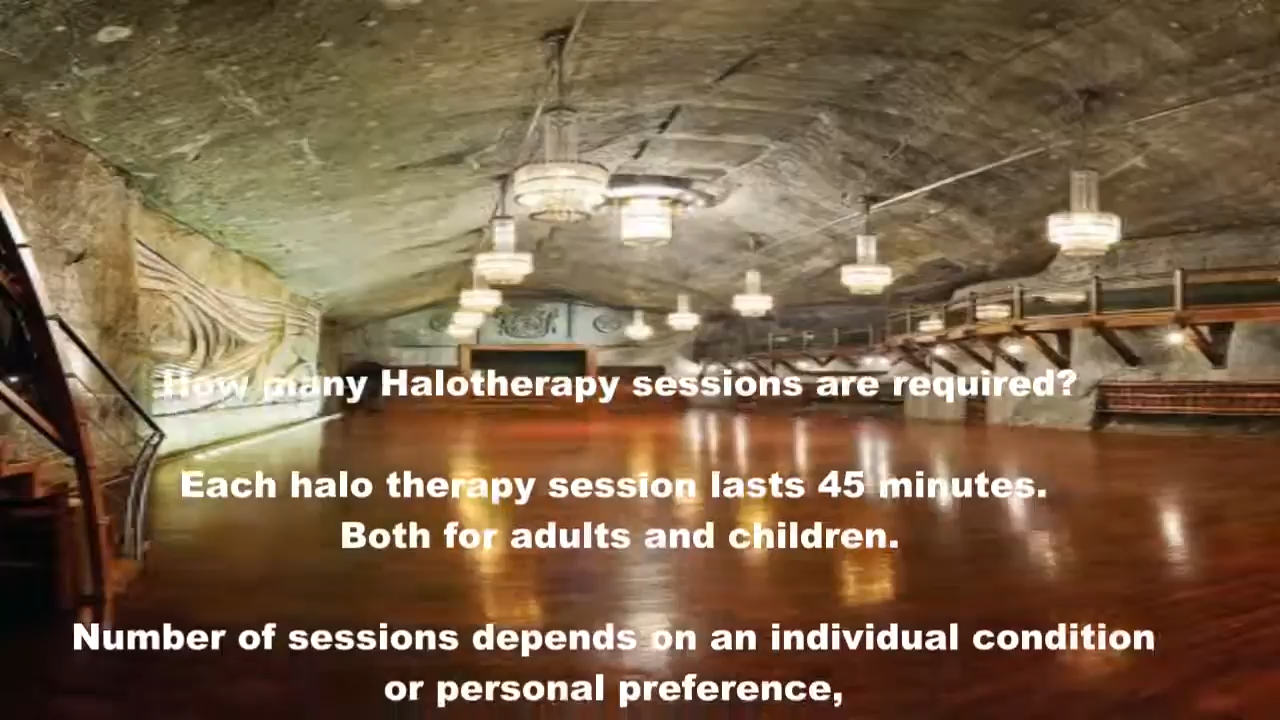 How many Halotherapy sessions are required?
Each halo therapy session lasts 45 minutes.
Both for adults and children.
Number of sessions depends on an individual condition
or personal preference,